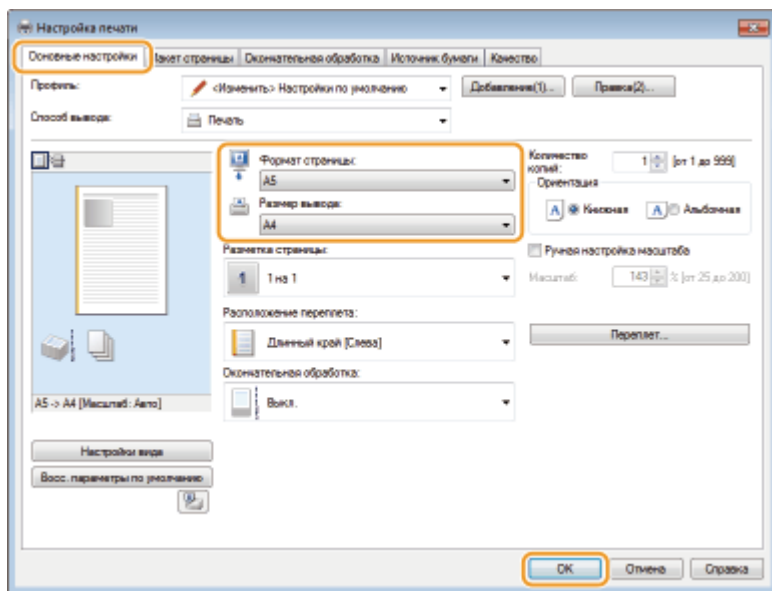 Настройка печати
Основные настройки Макет страницы Окончательная обработка Источник бумаги Качество
Профиль: <Изменить> Настройки по умолчанию Добавление(1)... Правка(2)...
Способ вывода: Печать
Формат страницы:
A5
Размер вывода:
A4
Количество копий: 1 [от 1 до 999]
Ориентация
A Книжная A Альбомная
Разметка страницы:
1 1 на 1
Ручная настройка масштаба
Масштаб: 143 % [от 25 до 200]
Расположение переплета:
Длинный край [Слева]
Переплет...
Окончательная обработка:
Выкл.
A5 -> A4 [Масштаб: Авто]
Настройки вида
Восс. параметры по умолчанию
OK Отмена Справка